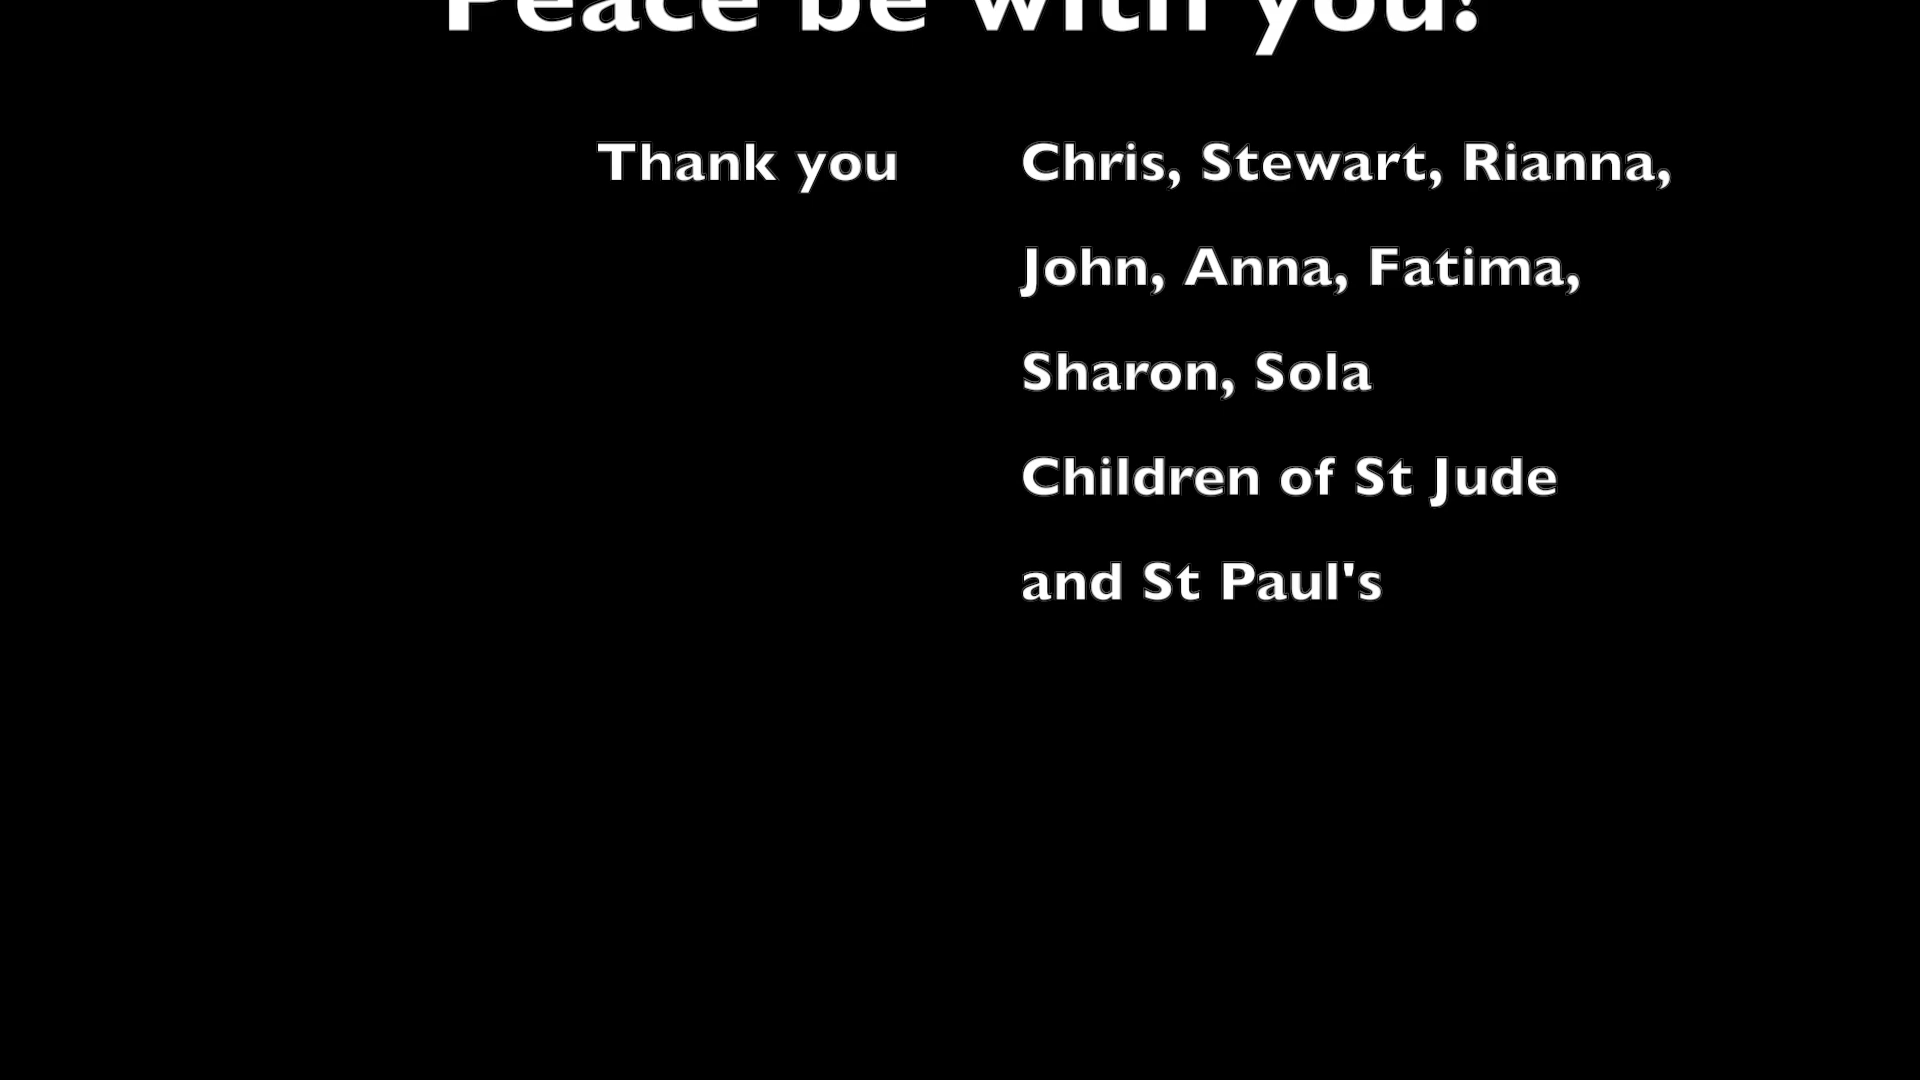 Peace be with you!
Thank you Chris, Stewart, Rianna,
John, Anna, Fatima,
Sharon, Sola
Children of St Jude
and St Paul's